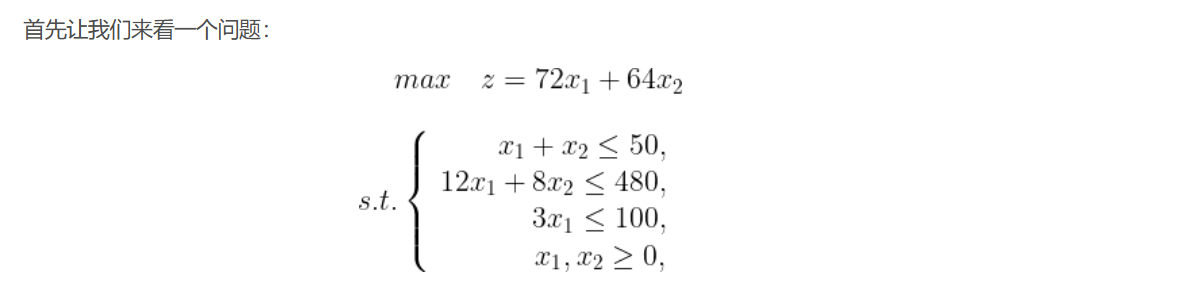 首先让我们来看一个问题：
max z = 72x₁ + 64x₂
x₁ + x₂ ≤ 50,
12x₁ + 8x₂ ≤ 480,
s.t.
3x₁ ≤ 100,
x₁, x₂ ≥ 0,